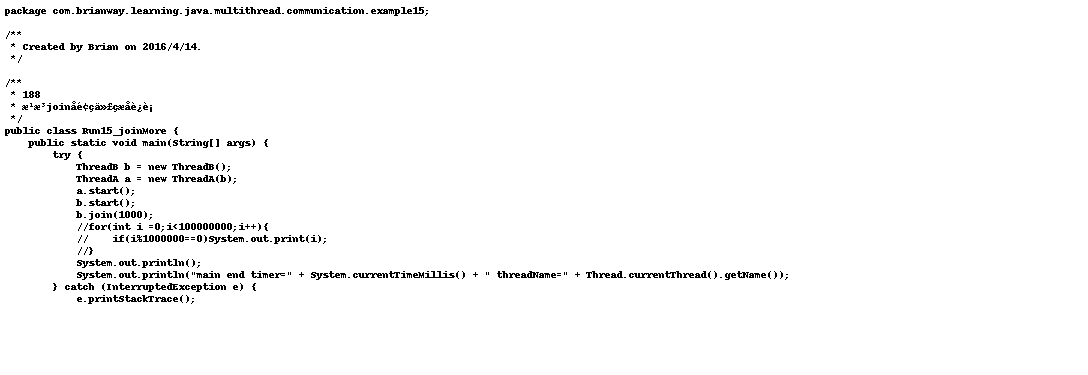 package com.brianway.learning.java.multithread.communication.example15;
/**
 * Created by Brian on 2016/4/14.
 */
/**
 * 188
 * æ¹æ³joinåé¢çä»£ç æåè¿è¡
 */
public class Run15_joinMore {
    public static void main(String[] args) {
        try {
            ThreadB b = new ThreadB();
            ThreadA a = new ThreadA(b);
            a.start();
            b.start();
            b.join(1000);
            //for(int i =0;i<100000000;i++){
            //    if(i%1000000==0)System.out.print(i);
            //}
            System.out.println();
            System.out.println("main end timer=" + System.currentTimeMillis() + " threadName=" + Thread.currentThread().getName());
        } catch (InterruptedException e) {
            e.printStackTrace();